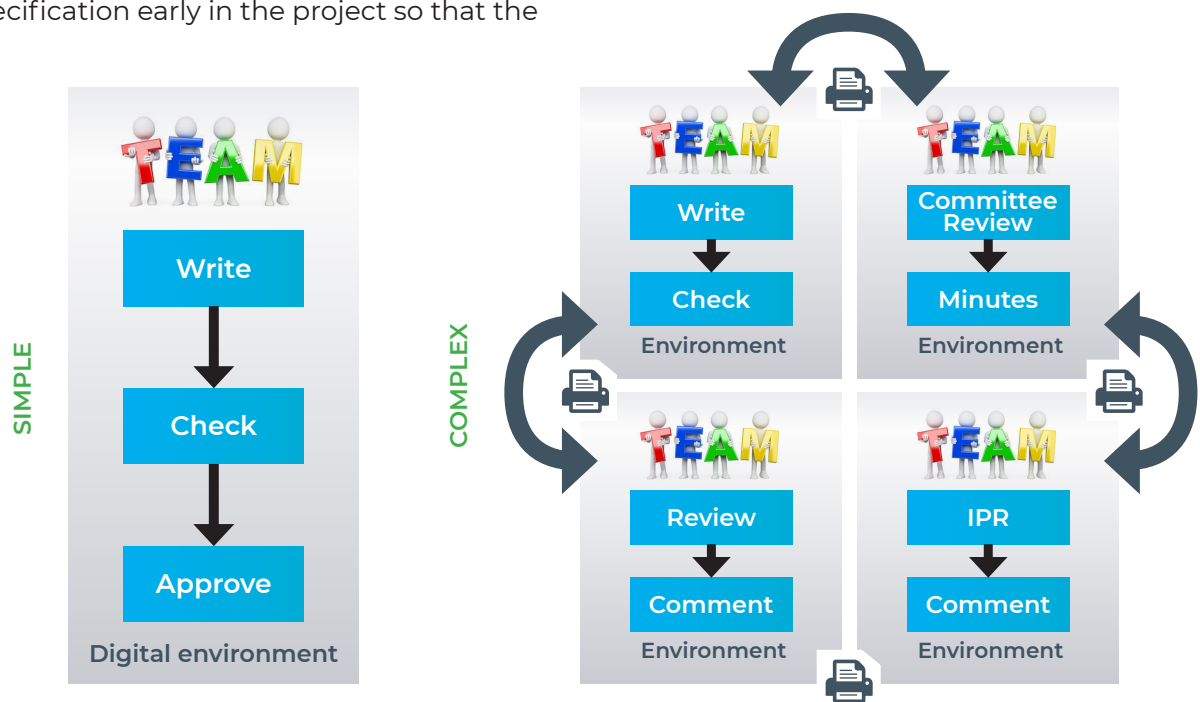 ecification early in the project so that the
SIMPLE
TEAM
Write
Check
Approve
Digital environment
COMPLEX
TEAM
Write
Check
Environment
TEAM
Committee
Review
Minutes
Environment
TEAM
Review
Comment
Environment
TEAM
IPR
Comment
Environment